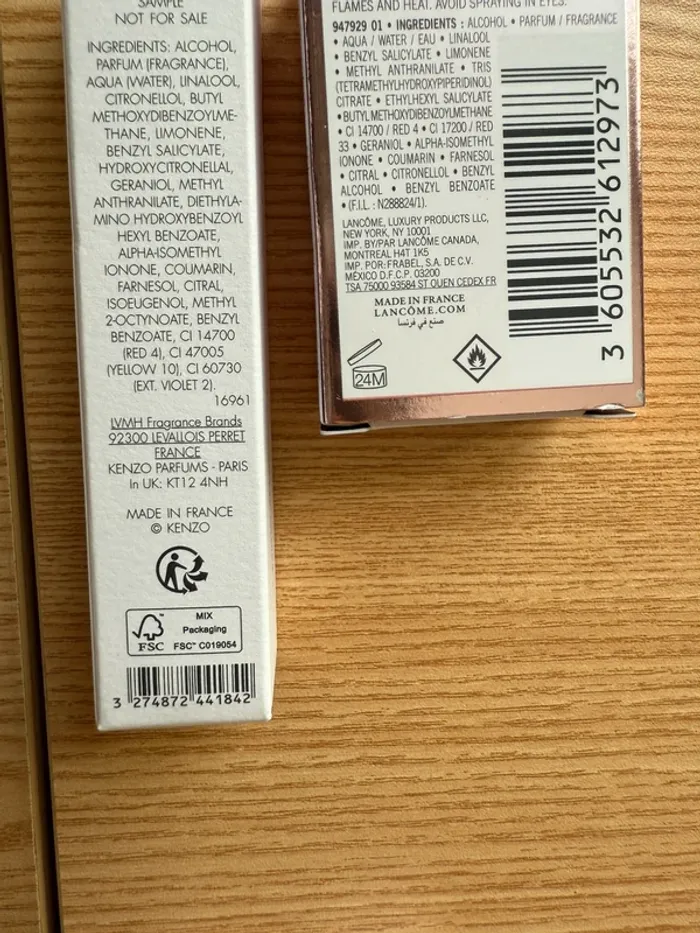 SAMPLE
NOT FOR SALE
INGREDIENTS: ALCOHOL,
PARFUM (FRAGRANCE),
AQUA (WATER), LINALOOL,
CITRONELLOL, BUTYL
METHOXYDIBENZOYLME-
THANE, LIMONENE,
BENZYL SALICYLATE,
HYDROXYCITRONELLAL,
GERANIOL, METHYL
ANTHRANILATE, DIETHYLA-
MINO HYDROXYBENZOYL
HEXYL BENZOATE,
ALPHA-ISOMETHYL
IONONE, COUMARIN,
FARNESOL, CITRAL,
ISOEUGENOL, METHYL
2-OCTYNOATE, BENZYL
BENZOATE, CI 14700
(RED 4), CI 47005
(YELLOW 10), CI 60730
(EXT. VIOLET 2).
16961
LVMH Fragrance Brands
92300 LEVALLOIS PERRET
FRANCE
KENZO PARFUMS - PARIS
In UK: KT12 4NH
MADE IN FRANCE
© KENZO
FSC™
MIX
Packaging
FSC™ C019054
3 274872 441842
FLAMES AND HEAT. AVOID SPRAYING IN EYES.
947929 01 • INGREDIENTS : ALCOHOL • PARFUM / FRAGRANCE
• AQUA / WATER / EAU • LINALOOL
• BENZYL SALICYLATE • LIMONENE
• METHYL ANTHRANILATE • TRIS
(TETRAMETHYLHYDROXYPIPERIDINOL)
CITRATE • ETHYLHEXYL SALICYLATE
• BUTYL METHOXYDIBENZOYLMETHANE
• CI 14700 / RED 4 • CI 17200 / RED
33 • GERANIOL • ALPHA-ISOMETHYL
IONONE • COUMARIN • FARNESOL
• CITRAL • CITRONELLOL • BENZYL
ALCOHOL • BENZYL BENZOATE
• (F.I.L. : N288824/1).
LANCÔME, LUXURY PRODUCTS LLC,
NEW YORK, NY 10001
IMP. BY/PAR LANCÔME CANADA,
MONTREAL H4T 1K5
IMP. POR: FRABEL, S.A. DE C.V.
MÉXICO D.F.C.P. 03200
TSA 75000 93584 ST OUEN CEDEX FR
MADE IN FRANCE
LANCOME.COM
صنع في فرنسا
24M
3 605532 612973